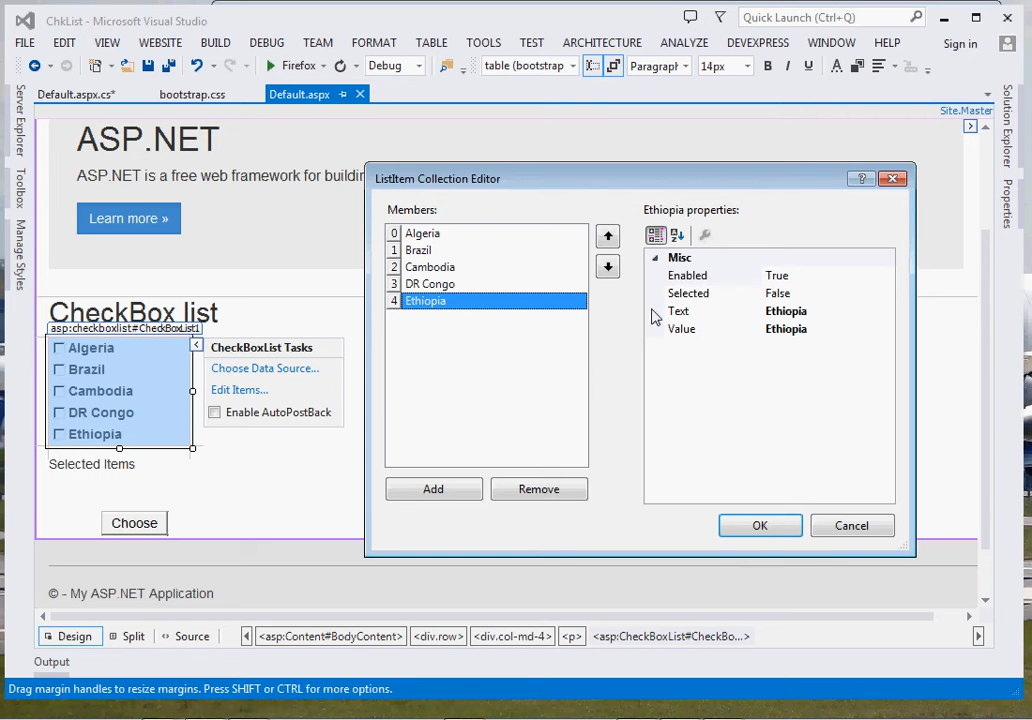 ChkList - Microsoft Visual Studio
Quick Launch (Ctrl+Q)
FILE EDIT VIEW WEBSITE BUILD DEBUG TEAM FORMAT TABLE TOOLS TEST ARCHITECTURE ANALYZE DEVEXPRESS WINDOW HELP Sign in
Firefox Debug table (bootstrap Paragraph 14px B I U A
Default.aspx.cs* bootstrap.css Default.aspx
Site.Master
Server Explorer
Toolbox
Manage Styles
Solution Explorer
Properties
ASP.NET
ASP.NET is a free web framework for buildin
Learn more »
CheckBox list
asp:checkboxlist#CheckBoxList1
Algeria
Brazil
Cambodia
DR Congo
Ethiopia
CheckBoxList Tasks
Choose Data Source...
Edit Items...
Enable AutoPostBack
Selected Items
Choose
© - My ASP.NET Application
ListItem Collection Editor
Members:
0 Algeria
1 Brazil
2 Cambodia
3 DR Congo
4 Ethiopia
Add Remove
Ethiopia properties:
Misc
Enabled True
Selected False
Text Ethiopia
Value Ethiopia
OK Cancel
Design Split Source <asp:Content#BodyContent> <div.row> <div.col-md-4> <p> <asp:CheckBoxList#CheckBo...>
Output
Drag margin handles to resize margins. Press SHIFT or CTRL for more options.